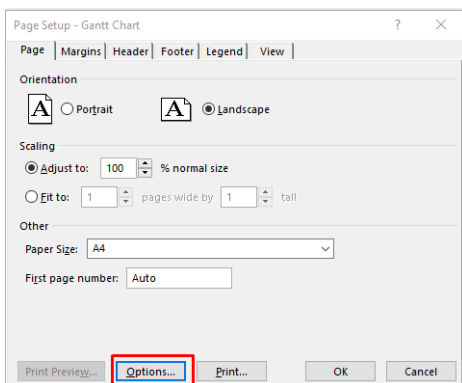 Page Setup - Gantt Chart ? ×
Page Margins Header Footer Legend View
Orientation
A Portrait A Landscape
Scaling
Adjust to: 100 % normal size
Fit to: 1 pages wide by 1 tall
Other
Paper Size: A4
First page number: Auto
Print Preview... Options... Print... OK Cancel